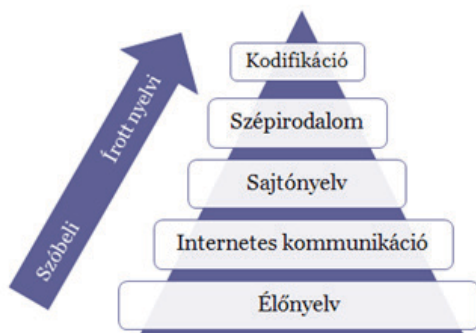 Kodifikáció
Szépirodalom
Sajtónyelv
Internetes kommunikáció
Élőnyelv
Szóbeli
Írott nyelvi